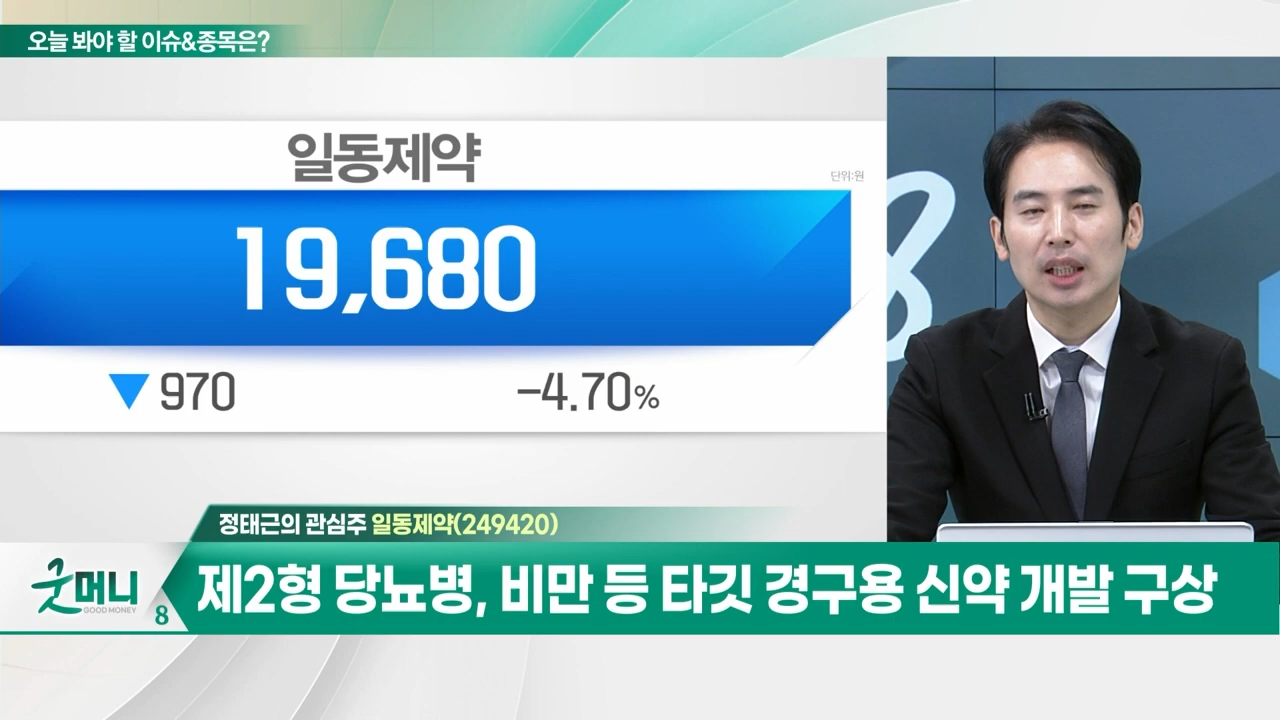 오늘 봐야 할 이슈&종목은?
일동제약
단위:원
19,680
▼970 -4.70%
정태근의 관심주 일동제약(249420)
굿머니
GOOD MONEY
8
제2형 당뇨병, 비만 등 타깃 경구용 신약 개발 구상